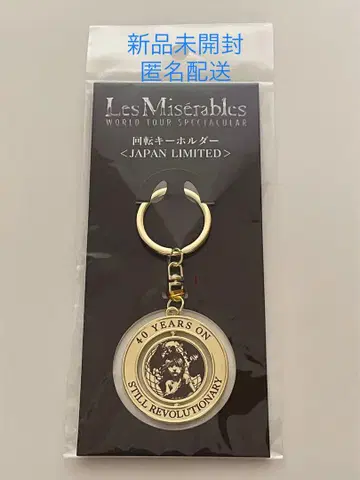 新品未開封
匿名配送
Les Misérables
WORLD TOUR SPECTACULAR
回転キーホルダー
<JAPAN LIMITED>
40 YEARS ON
STILL REVOLUTIONARY